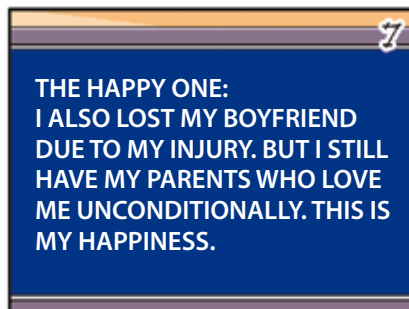 7
THE HAPPY ONE:
I ALSO LOST MY BOYFRIEND
DUE TO MY INJURY. BUT I STILL
HAVE MY PARENTS WHO LOVE
ME UNCONDITIONALLY. THIS IS
MY HAPPINESS.